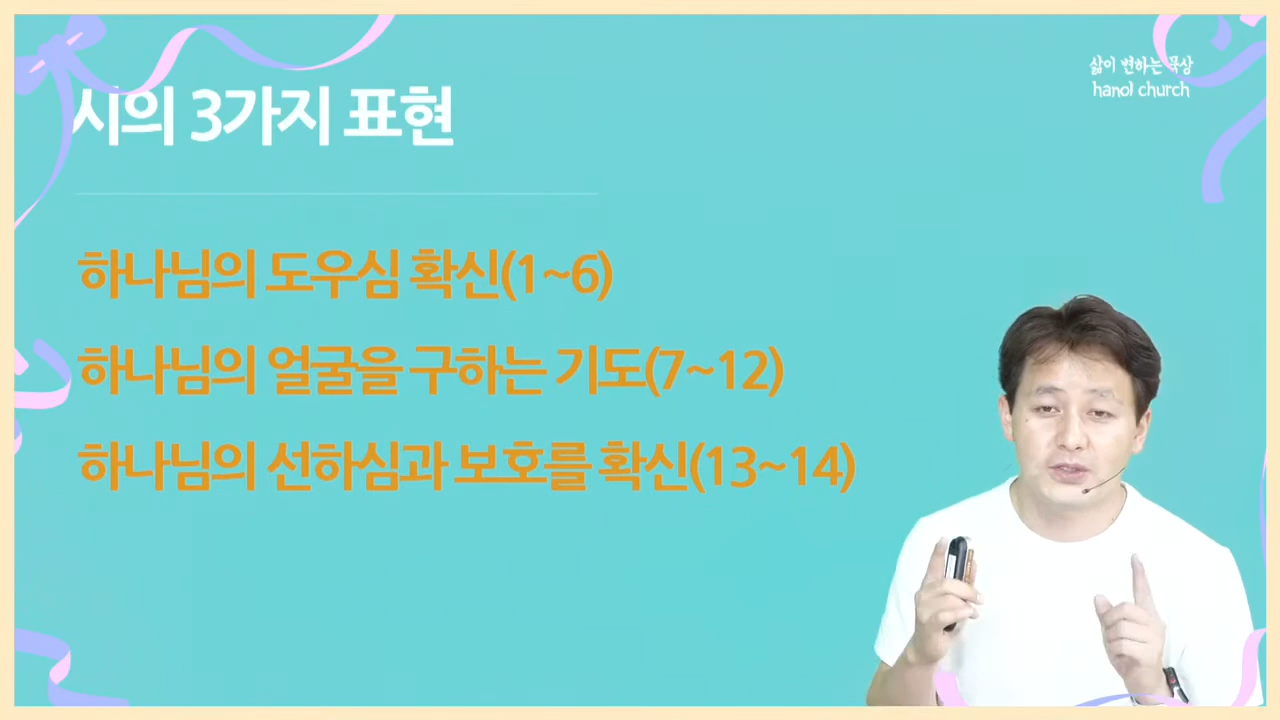 시의 3가지 표현
삶이 변하는 묵상
hanol church
하나님의 도우심 확신(1~6)
하나님의 얼굴을 구하는 기도(7~12)
하나님의 선하심과 보호를 확신(13~14)